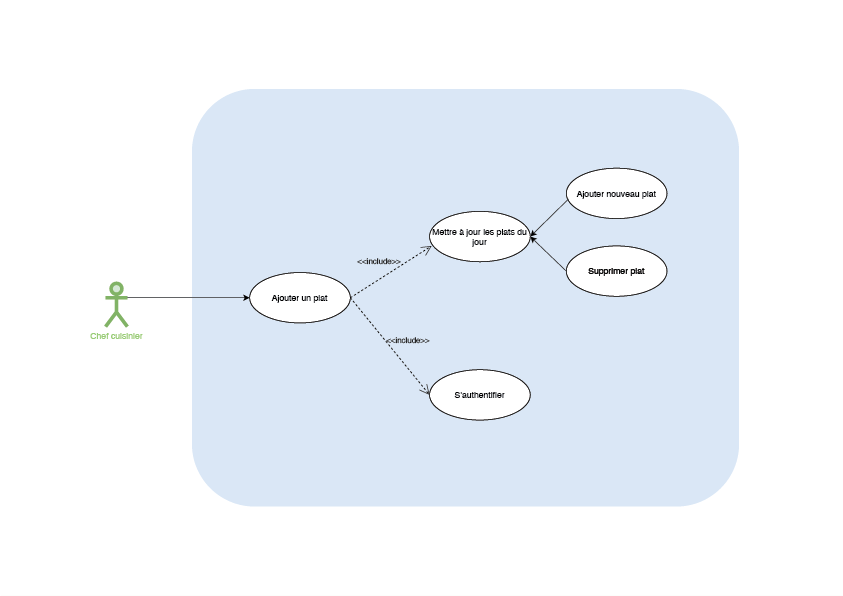 Ajouter nouveau plat
Mettre à jour les plats du
jour
<<include>>
Supprimer plat
Ajouter un plat
Chef cuisinier
<<include>>
S'authentifier